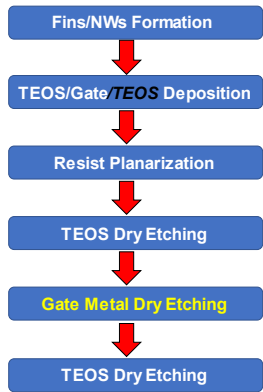 Fins/NWs Formation
TEOS/Gate/TEOS Deposition
Resist Planarization
TEOS Dry Etching
Gate Metal Dry Etching
TEOS Dry Etching